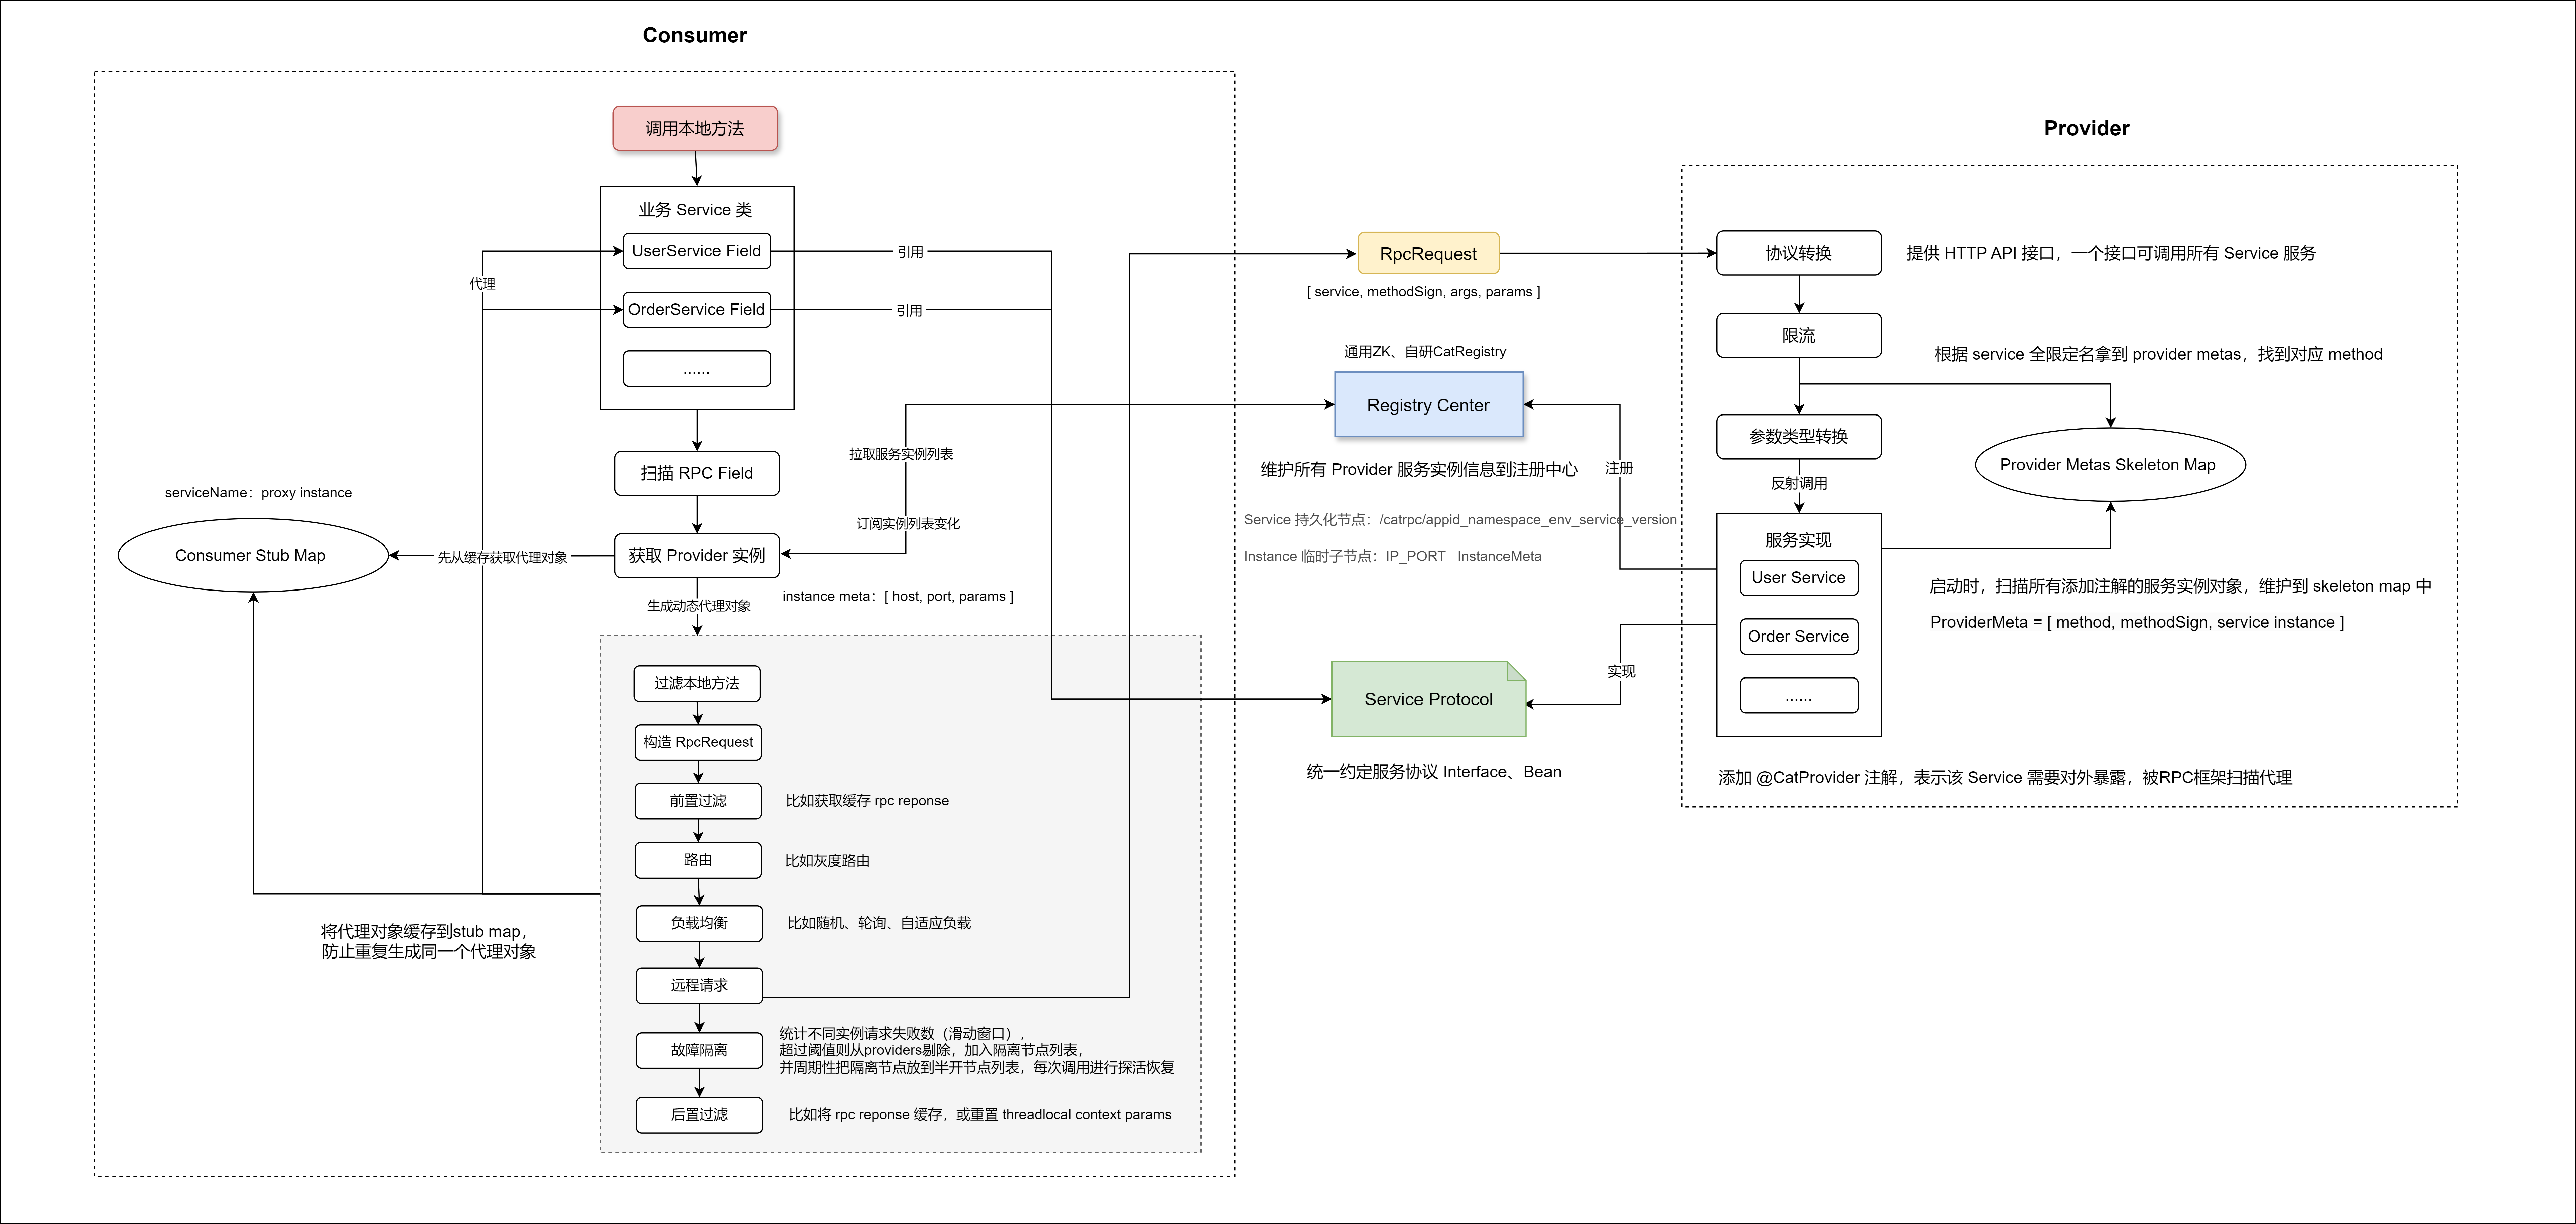 Consumer
调用本地方法
业务 Service 类
UserService Field
引用
代理
OrderService Field
引用
......
扫描 RPC Field
拉取服务实例列表
订阅实例列表变化
serviceName：proxy instance
Consumer Stub Map
先从缓存获取代理对象
获取 Provider 实例
生成动态代理对象
instance meta：[ host, port, params ]
过滤本地方法
构造 RpcRequest
前置过滤
比如获取缓存 rpc reponse
路由
比如灰度路由
负载均衡
比如随机、轮询、自适应负载
将代理对象缓存到stub map，
防止重复生成同一个代理对象
远程请求
故障隔离
统计不同实例请求失败数（滑动窗口），
超过阈值则从providers剔除，加入隔离节点列表，
并周期性把隔离节点放到半开节点列表，每次调用进行探活恢复
后置过滤
比如将 rpc reponse 缓存，或重置 threadlocal context params
RpcRequest
[ service, methodSign, args, params ]
通用ZK、自研CatRegistry
Registry Center
维护所有 Provider 服务实例信息到注册中心
注册
Service 持久化节点：/catrpc/appid_namespace_env_service_version
Instance 临时子节点：IP_PORT   InstanceMeta
Service Protocol
实现
统一约定服务协议 Interface、Bean
Provider
协议转换
提供 HTTP API 接口，一个接口可调用所有 Service 服务
限流
根据 service 全限定名拿到 provider metas，找到对应 method
参数类型转换
Provider Metas Skeleton Map
反射调用
服务实现
User Service
Order Service
......
启动时，扫描所有添加注解的服务实例对象，维护到 skeleton map 中
ProviderMeta = [ method, methodSign, service instance ]
添加 @CatProvider 注解，表示该 Service 需要对外暴露，被RPC框架扫描代理